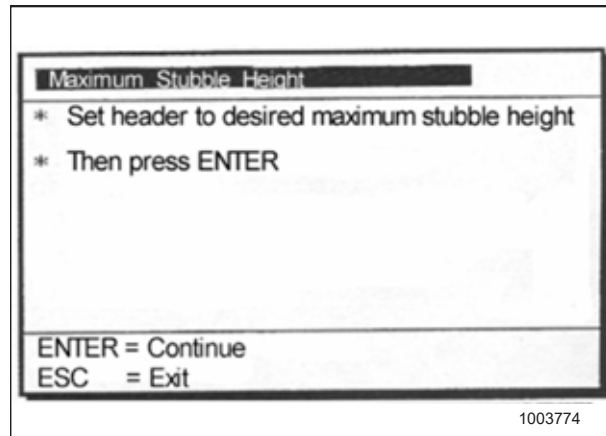 Maximum Stubble Height
* Set header to desired maximum stubble height
* Then press ENTER
ENTER = Continue
ESC = Exit
1003774